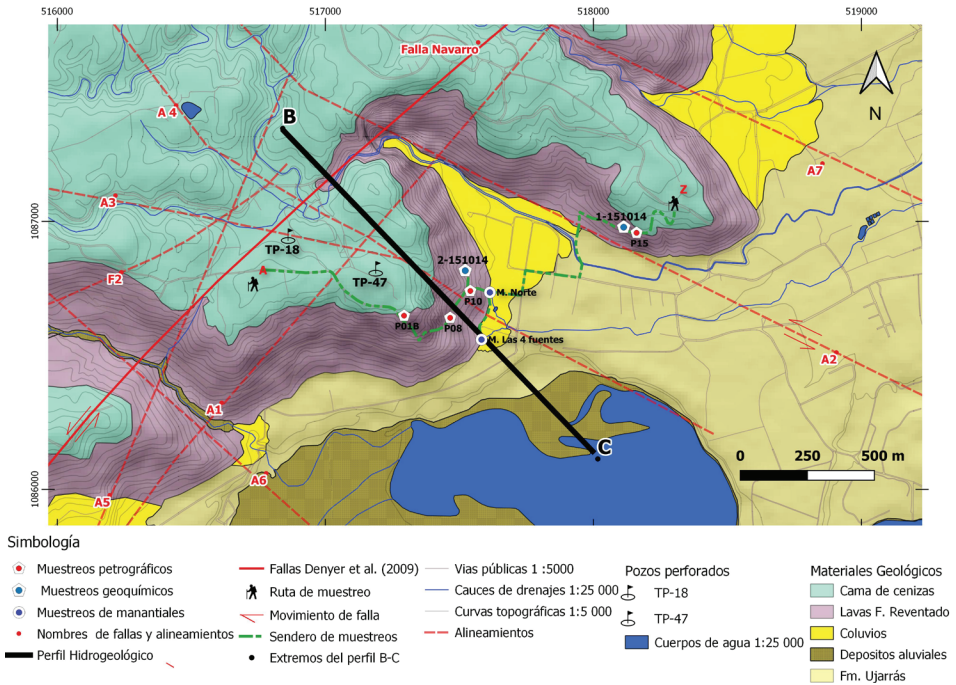 516000
517000
518000
519000
1087000
1086000
Falla Navarro
A 4
B
A7
N
A3
Z
1-151014
P15
TP-18
2-151014
A
TP-47
F2
M. Norte
P10
P01B
P08
M. Las 4 fuentes
A2
A1
C
0 250 500 m
A6
A5
Simbología
Muestreos petrográficos
Muestreos geoquímicos
Muestreos de manantiales
Nombres de fallas y alineamientos
Perfil Hidrogeológico
Fallas Denyer et al. (2009)
Ruta de muestreo
Movimiento de falla
Sendero de muestreos
Extremos del perfil B-C
Vias públicas 1 :5000
Cauces de drenajes 1:25 000
Curvas topográficas 1:5 000
Alineamientos
Pozos perforados
TP-18
TP-47
Cuerpos de agua 1:25 000
Materiales Geológicos
Cama de cenizas
Lavas F. Reventado
Coluvios
Depositos aluviales
Fm. Ujarrás